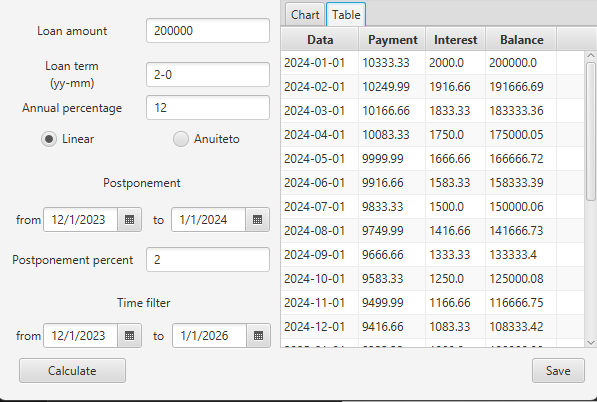 Loan amount 200000
Loan term
(yy-mm) 2-0
Annual percentage 12
Linear Anuiteto
Postponement
from 12/1/2023 to 1/1/2024
Postponement percent 2
Time filter
from 12/1/2023 to 1/1/2026
Calculate
Chart Table
Data Payment Interest Balance
2024-01-01 10333.33 2000.0 200000.0
2024-02-01 10249.99 1916.66 191666.69
2024-03-01 10166.66 1833.33 183333.36
2024-04-01 10083.33 1750.0 175000.05
2024-05-01 9999.99 1666.66 166666.72
2024-06-01 9916.66 1583.33 158333.39
2024-07-01 9833.33 1500.0 150000.06
2024-08-01 9749.99 1416.66 141666.73
2024-09-01 9666.66 1333.33 133333.4
2024-10-01 9583.33 1250.0 125000.08
2024-11-01 9499.99 1166.66 116666.75
2024-12-01 9416.66 1083.33 108333.42
Save